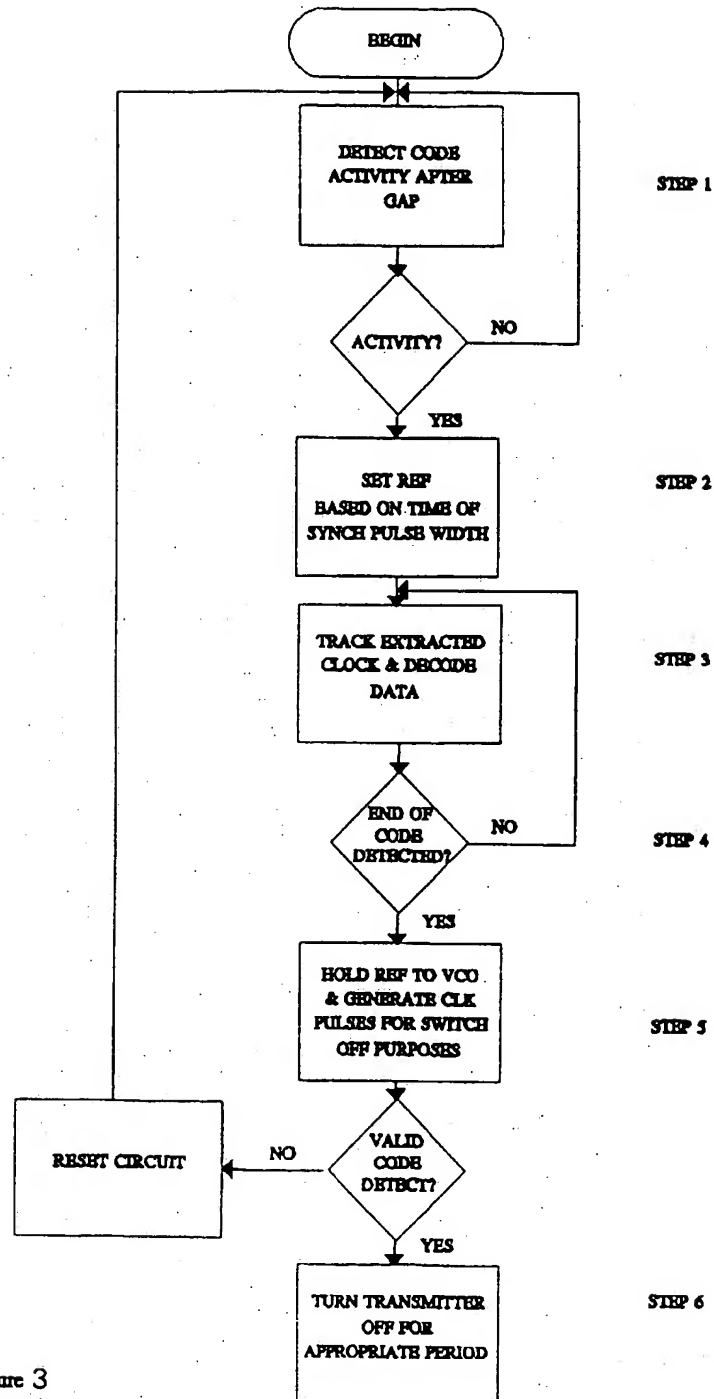 BEGIN
DETECT CODE
ACTIVITY AFTER
GAP
STEP 1
ACTIVITY?
NO
YES
SET REF
BASED ON TIME OF
SYNCH PULSE WIDTH
STEP 2
TRACK EXTRACTED
CLOCK & DECODE
DATA
STEP 3
END OF
CODE
DETECTED?
NO
STEP 4
YES
HOLD REF TO VCO
& GENERATE CLK
PULSES FOR SWITCH
OFF PURPOSES
STEP 5
RESET CIRCUIT
NO
VALID
CODE
DETECT?
YES
TURN TRANSMITTER
OFF FOR
APPROPRIATE PERIOD
STEP 6
ure 3